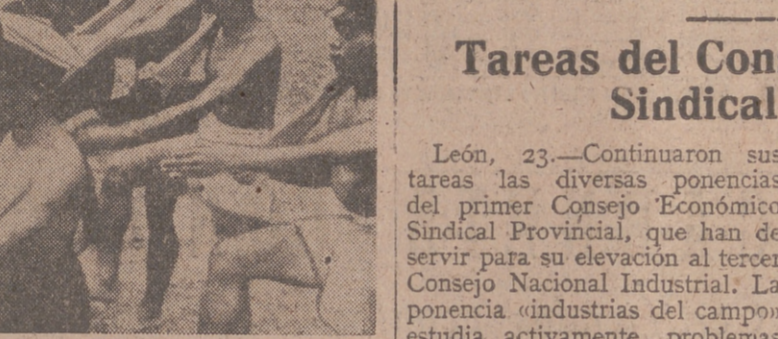 Tareas del Con
Sindical
León, 23.—Continuaron sus
tareas las diversas ponencias
del primer Consejo Económico
Sindical Provincial, que han de
servir para su elevación al tercer
Consejo Nacional Industrial. La
ponencia «industrias del campo»
estudia activamente problemas